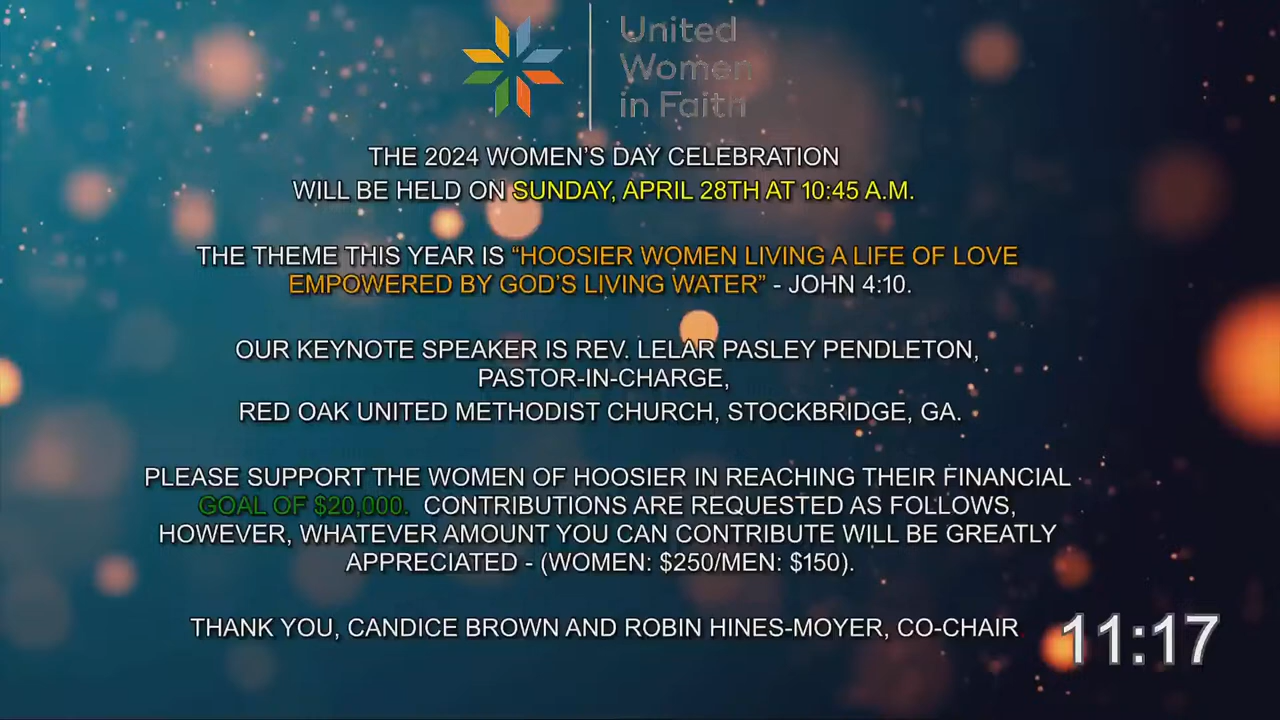 United
Women
in Faith
THE 2024 WOMEN'S DAY CELEBRATION
WILL BE HELD ON SUNDAY, APRIL 28TH AT 10:45 A.M.
THE THEME THIS YEAR IS “HOOSIER WOMEN LIVING A LIFE OF LOVE
EMPOWERED BY GOD'S LIVING WATER” - JOHN 4:10.
OUR KEYNOTE SPEAKER IS REV. LELAR PASLEY PENDLETON,
PASTOR-IN-CHARGE,
RED OAK UNITED METHODIST CHURCH, STOCKBRIDGE, GA.
PLEASE SUPPORT THE WOMEN OF HOOSIER IN REACHING THEIR FINANCIAL
GOAL OF $20,000. CONTRIBUTIONS ARE REQUESTED AS FOLLOWS,
HOWEVER, WHATEVER AMOUNT YOU CAN CONTRIBUTE WILL BE GREATLY
APPRECIATED - (WOMEN: $250/MEN: $150).
THANK YOU, CANDICE BROWN AND ROBIN HINES-MOYER, CO-CHAIR
11:17